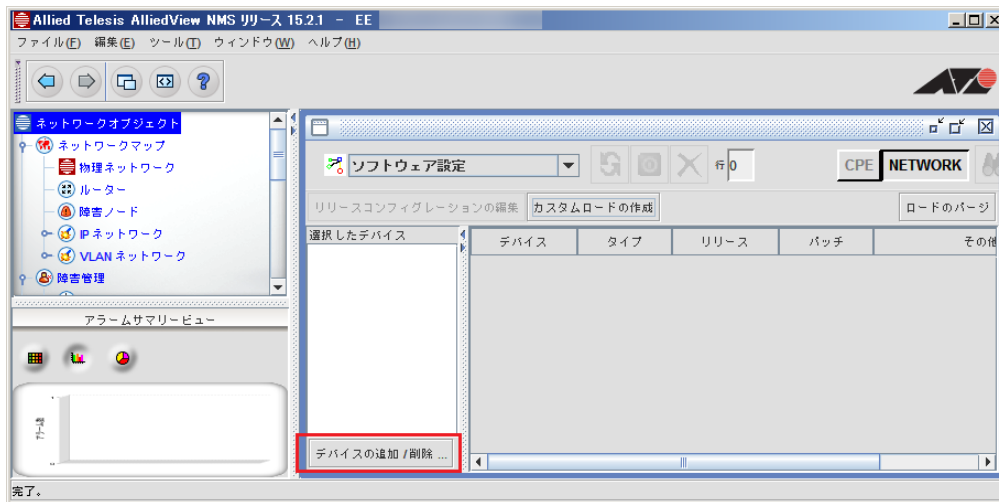 Allied Telesis AlliedView NMS リリース 15.2.1 - EE
ファイル(F) 編集(E) ツール(T) ウィンドウ(W) ヘルプ(H)
ネットワークオブジェクト
ネットワークマップ
物理ネットワーク
ルーター
障害ノード
IP ネットワーク
VLAN ネットワーク
障害管理
アラームサマリービュー
アラーム数
ソフトウェア設定
行 0
CPE NETWORK
リリースコンフィグレーションの編集 カスタムロードの作成
ロードのパージ
選択したデバイス
デバイス タイプ リリース パッチ その他
デバイスの追加 /削除 ...
完了。